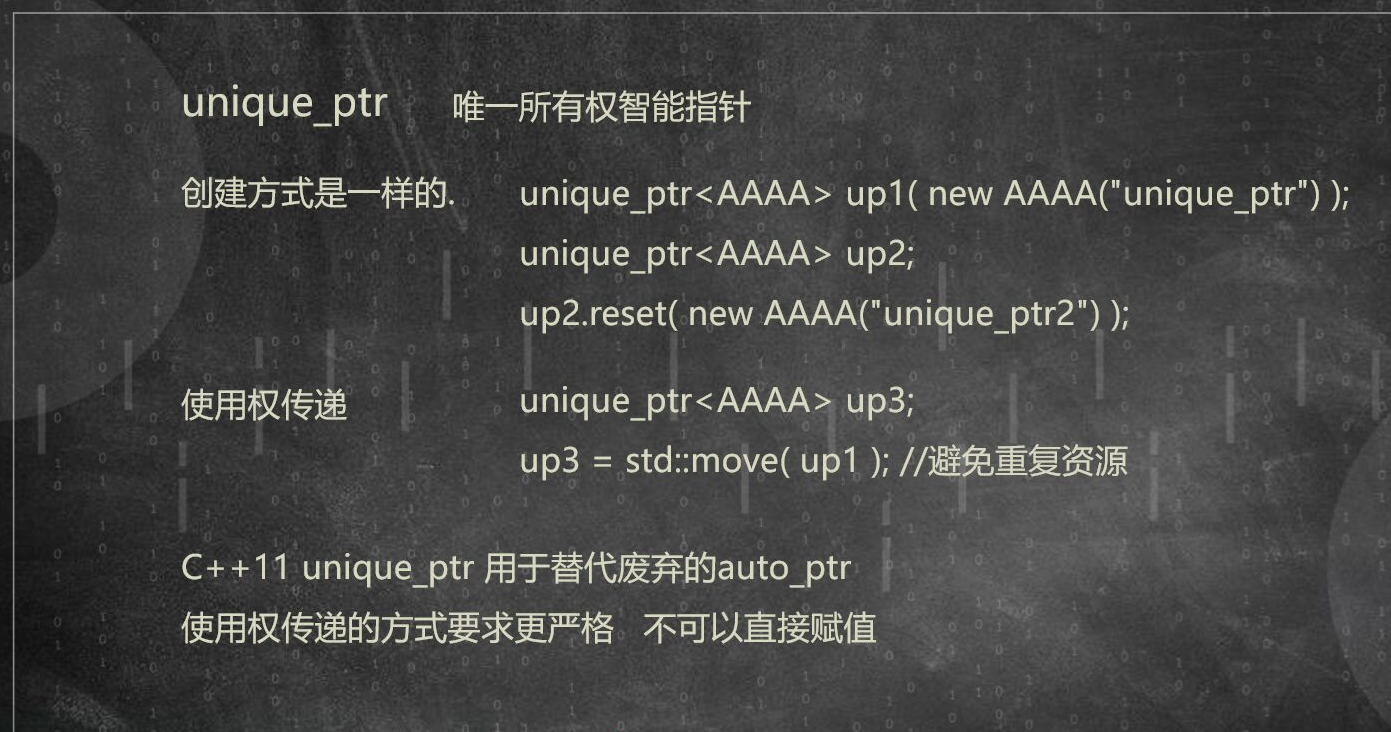 unique_ptr 唯一所有权智能指针
创建方式是一样的. unique_ptr<AAAA> up1( new AAAA("unique_ptr") );
unique_ptr<AAAA> up2;
up2.reset( new AAAA("unique_ptr2") );
使用权传递 unique_ptr<AAAA> up3;
up3 = std::move( up1 ); //避免重复资源
C++11 unique_ptr 用于替代废弃的auto_ptr
使用权传递的方式要求更严格 不可以直接赋值